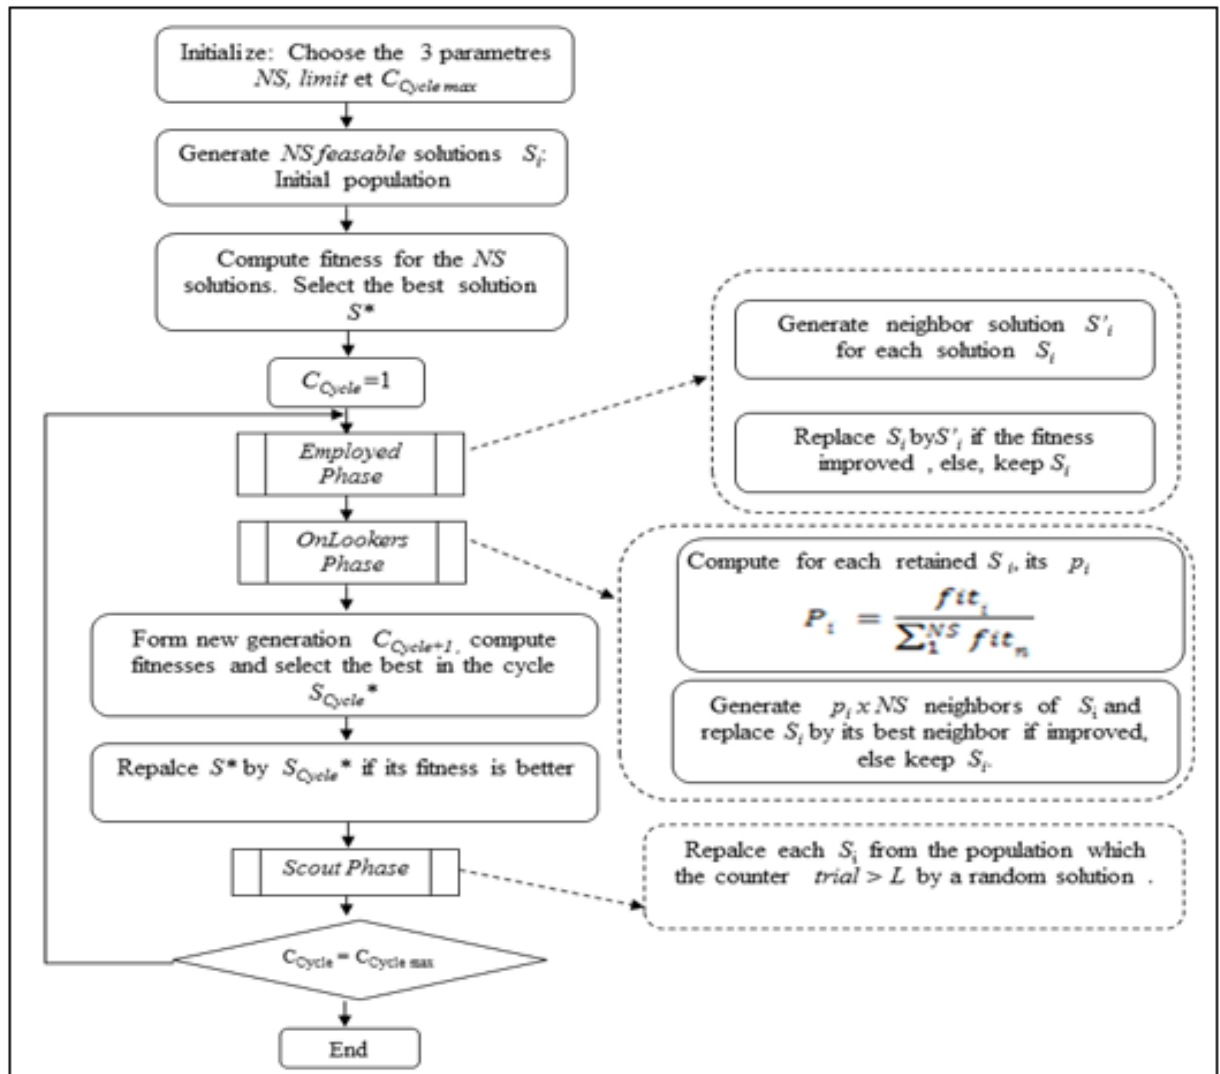 Initialize: Choose the 3 parametres
NS, limit et C_Cycle max
Generate NS feasable solutions S_i:
Initial population
Compute fitness for the NS
solutions. Select the best solution
S*
C_Cycle=1
Employed
Phase
Generate neighbor solution S'_i
for each solution S_i
Replace S_i by S'_i if the fitness
improved , else, keep S_i
OnLookers
Phase
Compute for each retained S_i, its p_i
P_i = fit_i / ∑_1^NS fit_n
Generate p_i x NS neighbors of S_i and
replace S_i by its best neighbor if improved,
else keep S_i.
Form new generation C_Cycle+1, compute
fitnesses and select the best in the cycle
S_Cycle*
Repalce S* by S_Cycle* if its fitness is better
Scout Phase
Repalce each S_i from the population which
the counter trial > L by a random solution .
C_Cycle = C_Cycle max
End